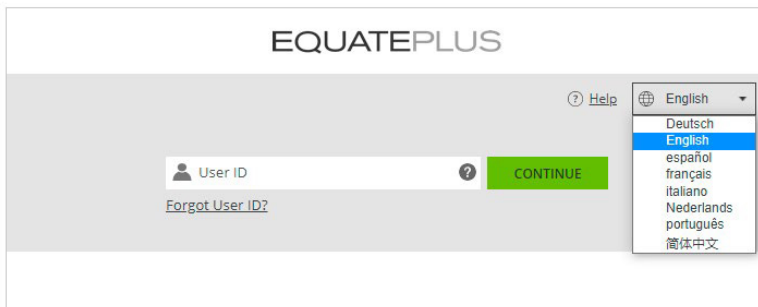 EQUATEPLUS
? Help
English
Deutsch
English
español
français
italiano
Nederlands
português
简体中文
User ID ?
CONTINUE
Forgot User ID?